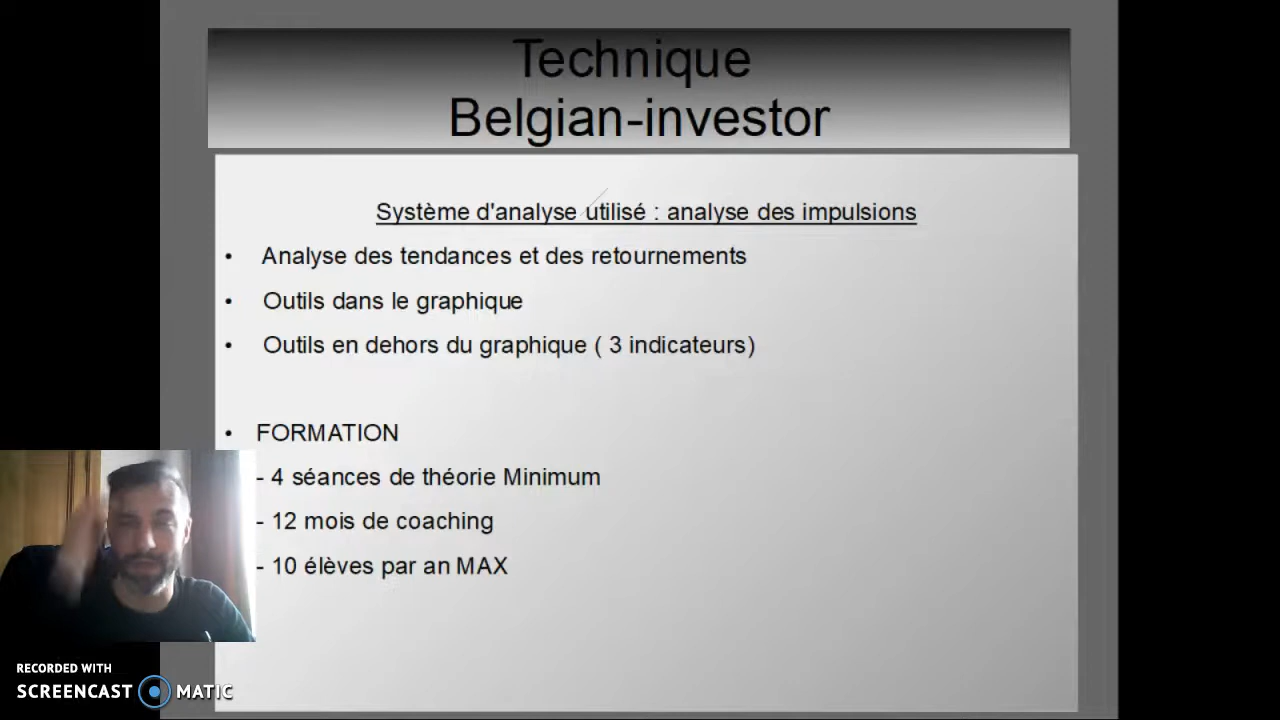 Technique
Belgian-investor
Système d'analyse utilisé : analyse des impulsions
• Analyse des tendances et des retournements
• Outils dans le graphique
• Outils en dehors du graphique ( 3 indicateurs)
• FORMATION
- 4 séances de théorie Minimum
- 12 mois de coaching
- 10 élèves par an MAX
RECORDED WITH
SCREENCAST MATIC